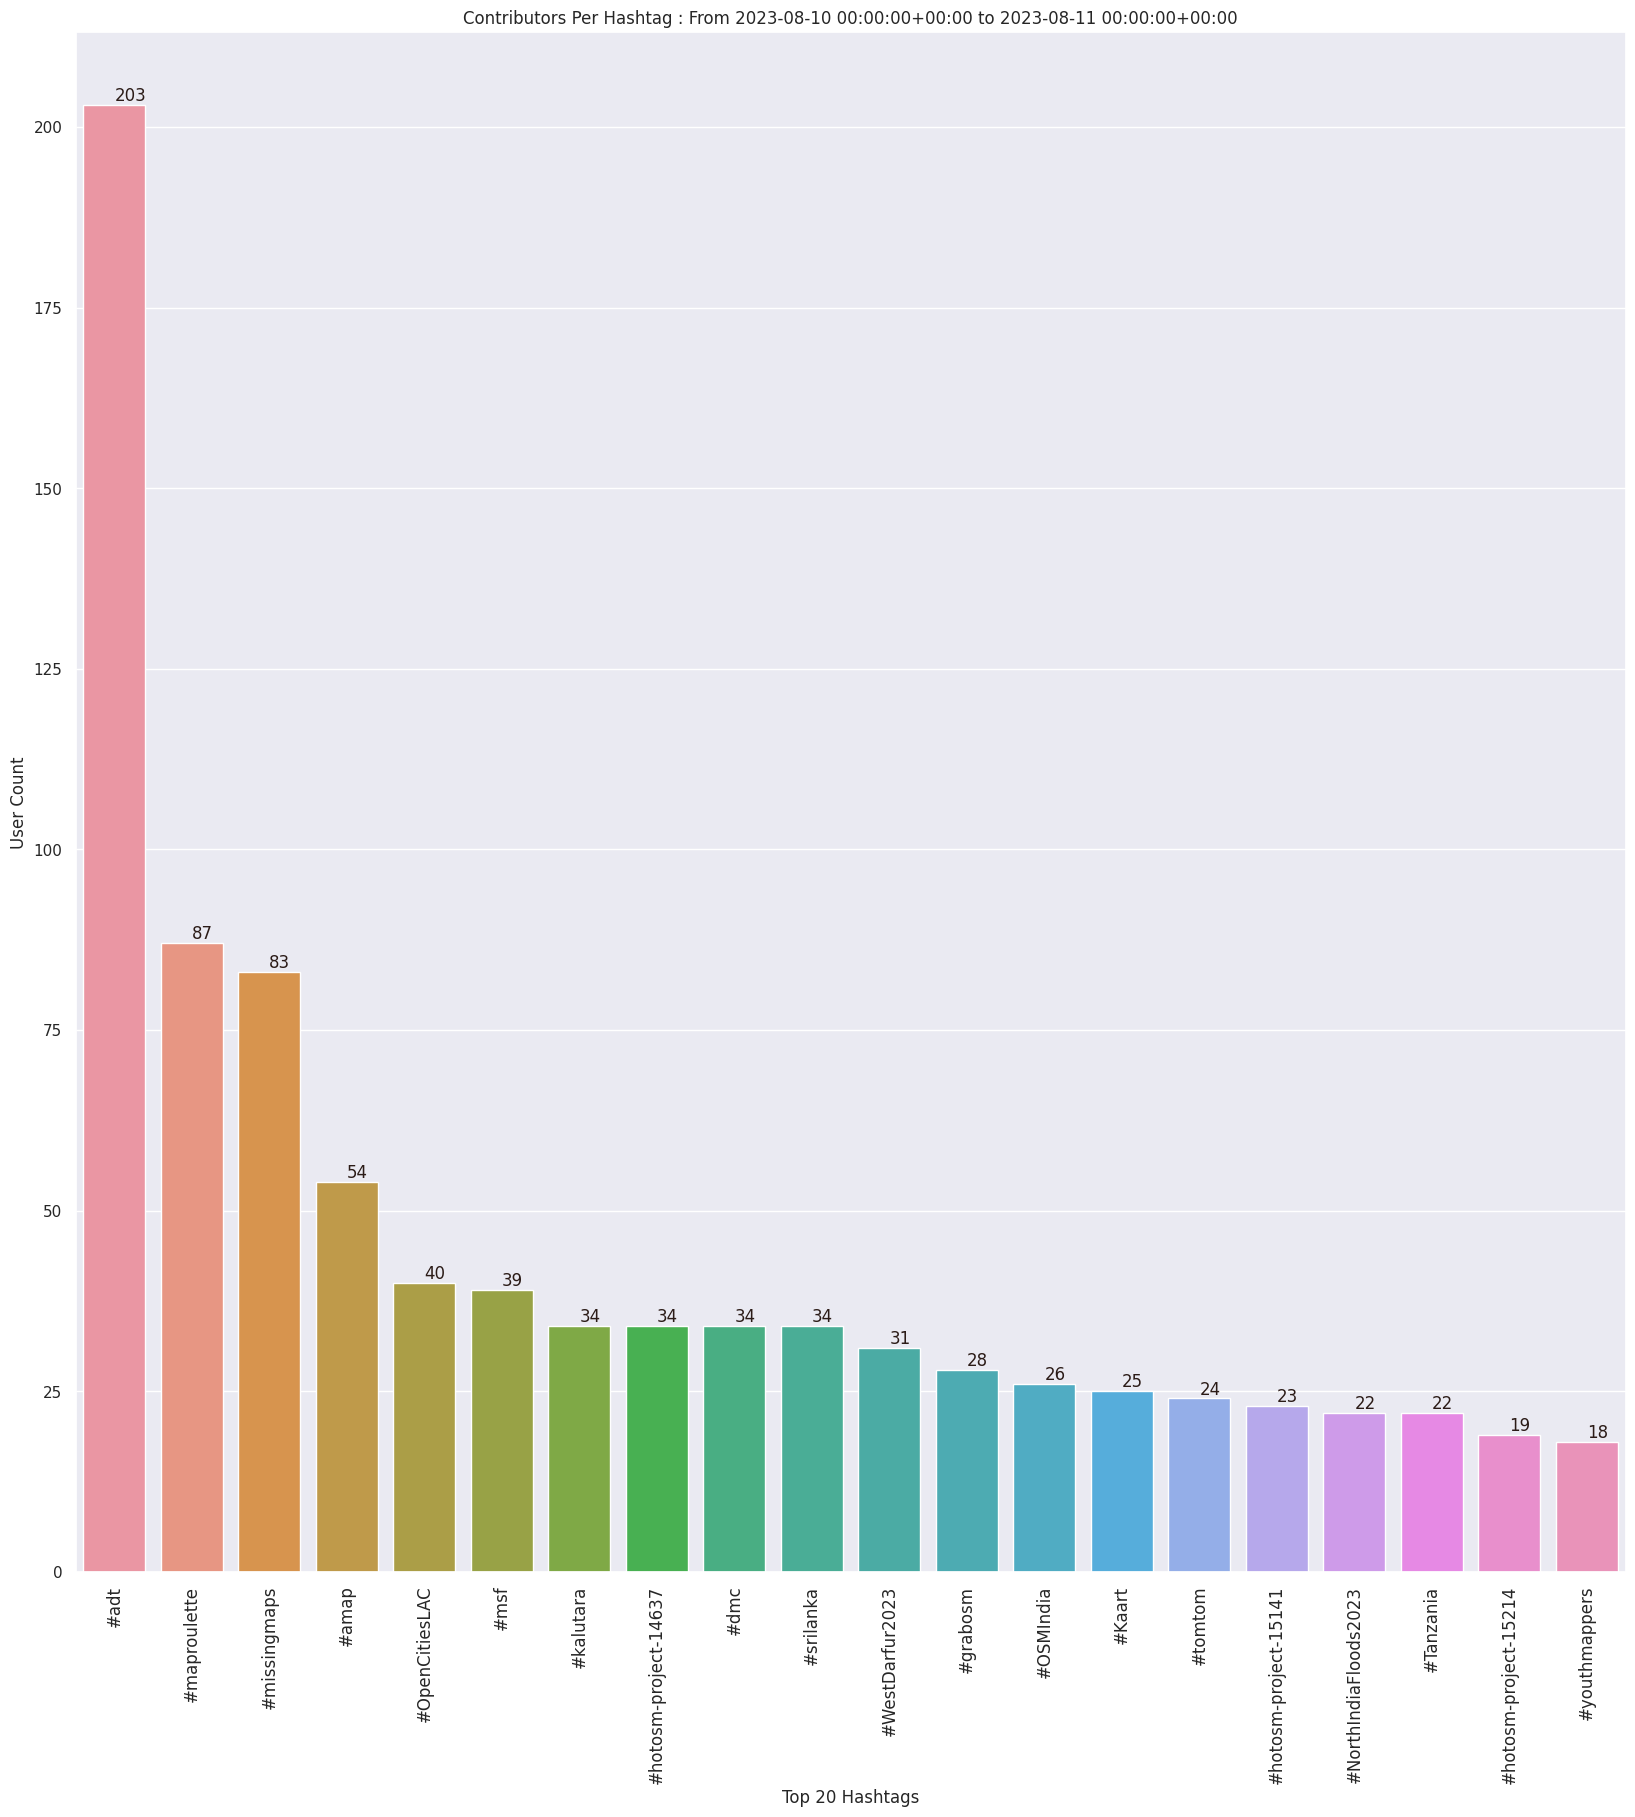 Contributors Per Hashtag : From 2023-08-10 00:00:00+00:00 to 2023-08-11 00:00:00+00:00
User Count
200
175
150
125
100
75
50
25
0
203
87
83
54
40
39
34
34
34
34
31
28
26
25
24
23
22
22
19
18
#adt
#maproulette
#missingmaps
#amap
#OpenCitiesLAC
#msf
#kalutara
#hotosm-project-14637
#dmc
#srilanka
#WestDarfur2023
#grabosm
#OSMIndia
#Kaart
#tomtom
#hotosm-project-15141
#NorthIndiaFloods2023
#Tanzania
#hotosm-project-15214
#youthmappers
Top 20 Hashtags